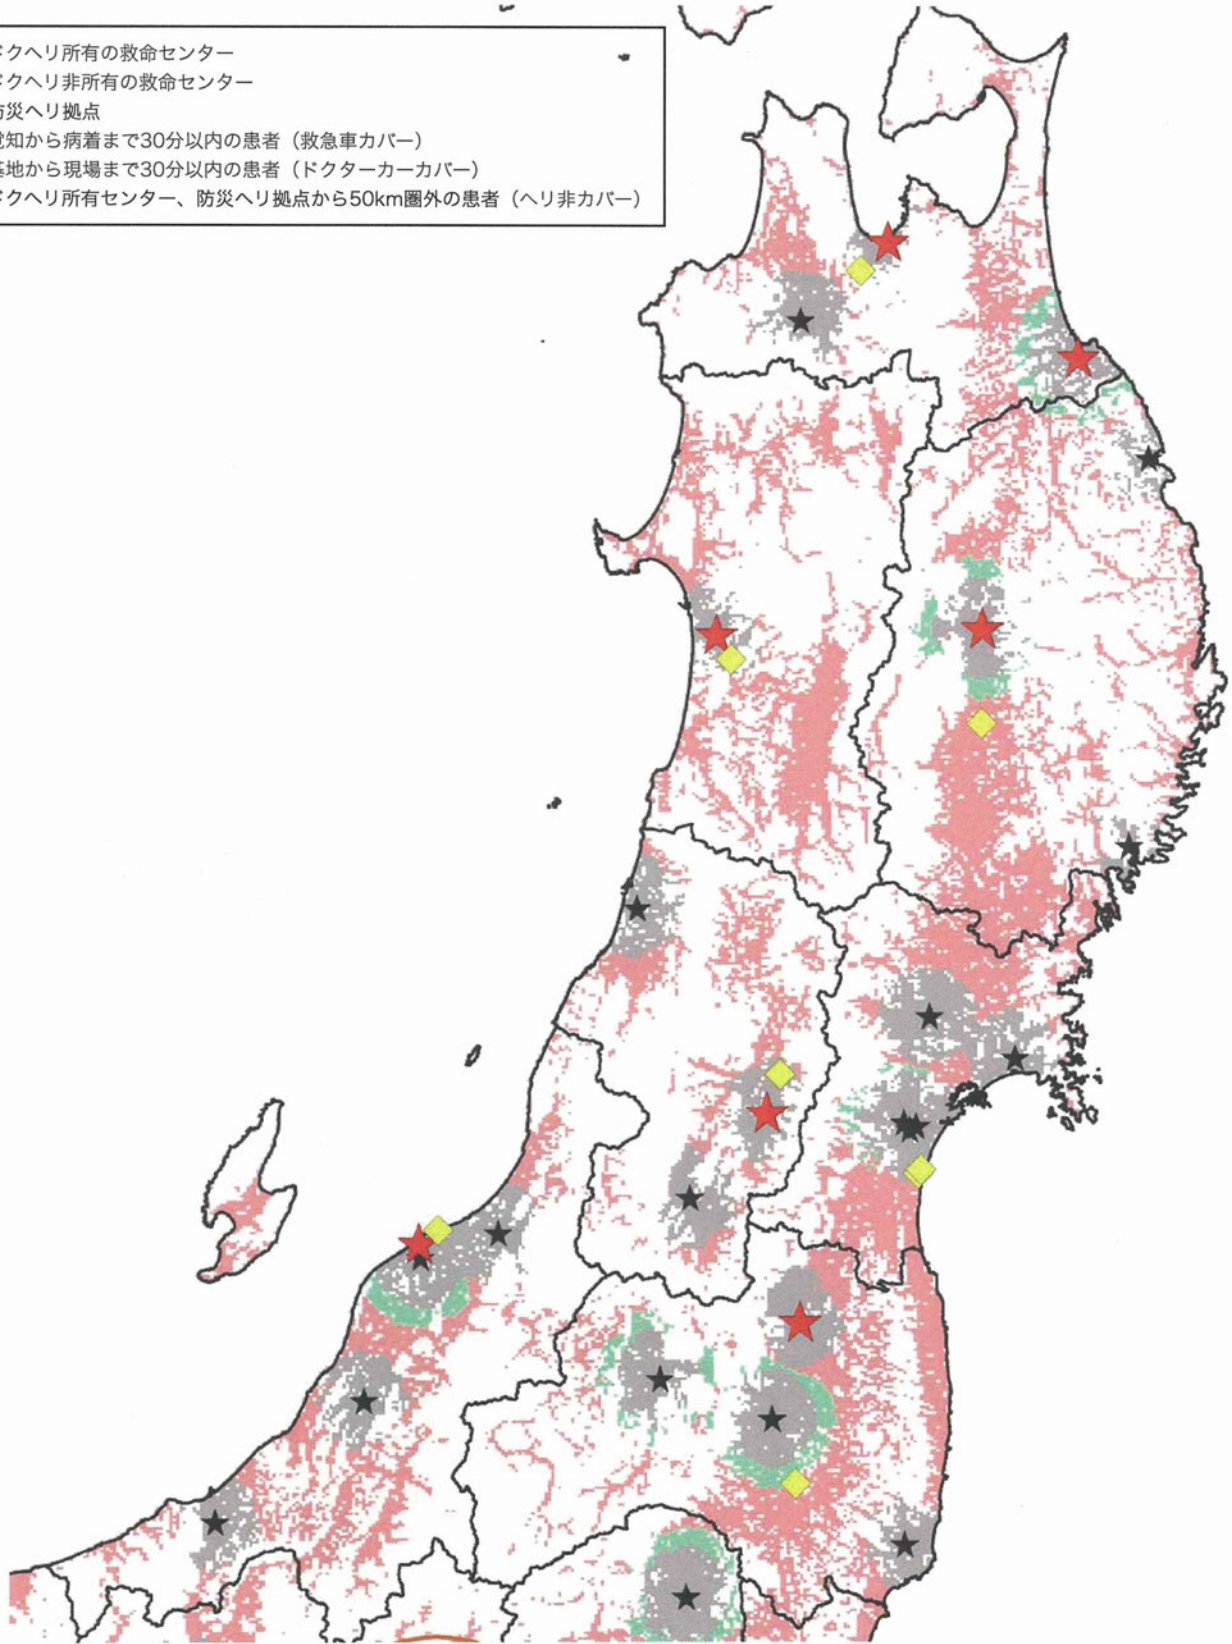 クヘリ所有の救命センター
クヘリ非所有の救命センター
防災ヘリ拠点
覚知から病着まで30分以内の患者（救急車カバー）
基地から現場まで30分以内の患者（ドクターカーカバー）
クヘリ所有センター、防災ヘリ拠点から50km圏外の患者（ヘリ非カバー）